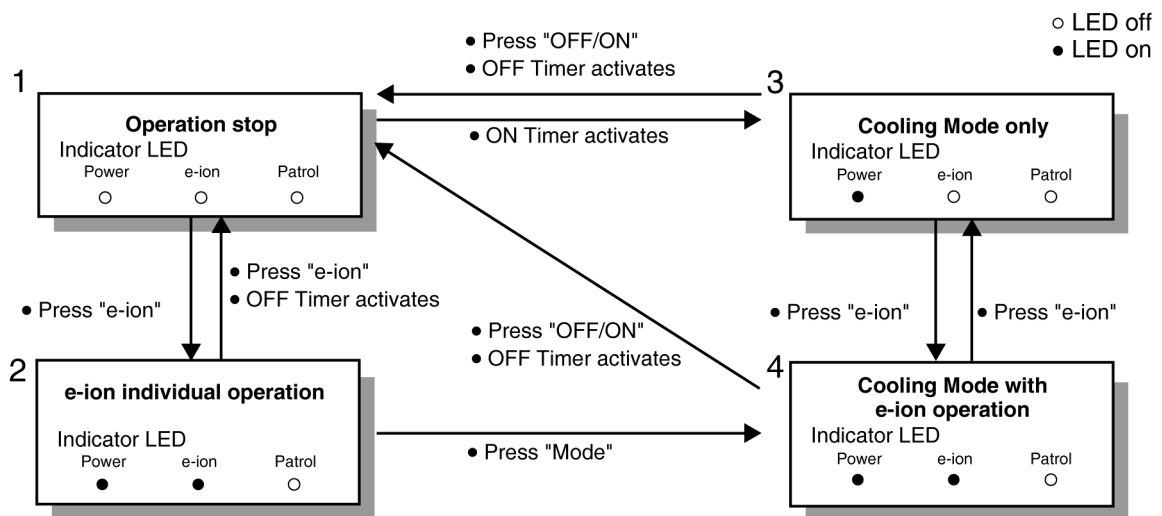 ○ LED off
● LED on
● Press "OFF/ON"
● OFF Timer activates
1
Operation stop
Indicator LED
Power e-ion Patrol
● ON Timer activates
3
Cooling Mode only
Indicator LED
Power e-ion Patrol
● Press "e-ion"
● Press "e-ion"
● OFF Timer activates
● Press "OFF/ON"
● OFF Timer activates
● Press "e-ion"
● Press "e-ion"
2
e-ion individual operation
Indicator LED
Power e-ion Patrol
● Press "Mode"
4
Cooling Mode with
e-ion operation
Indicator LED
Power e-ion Patrol